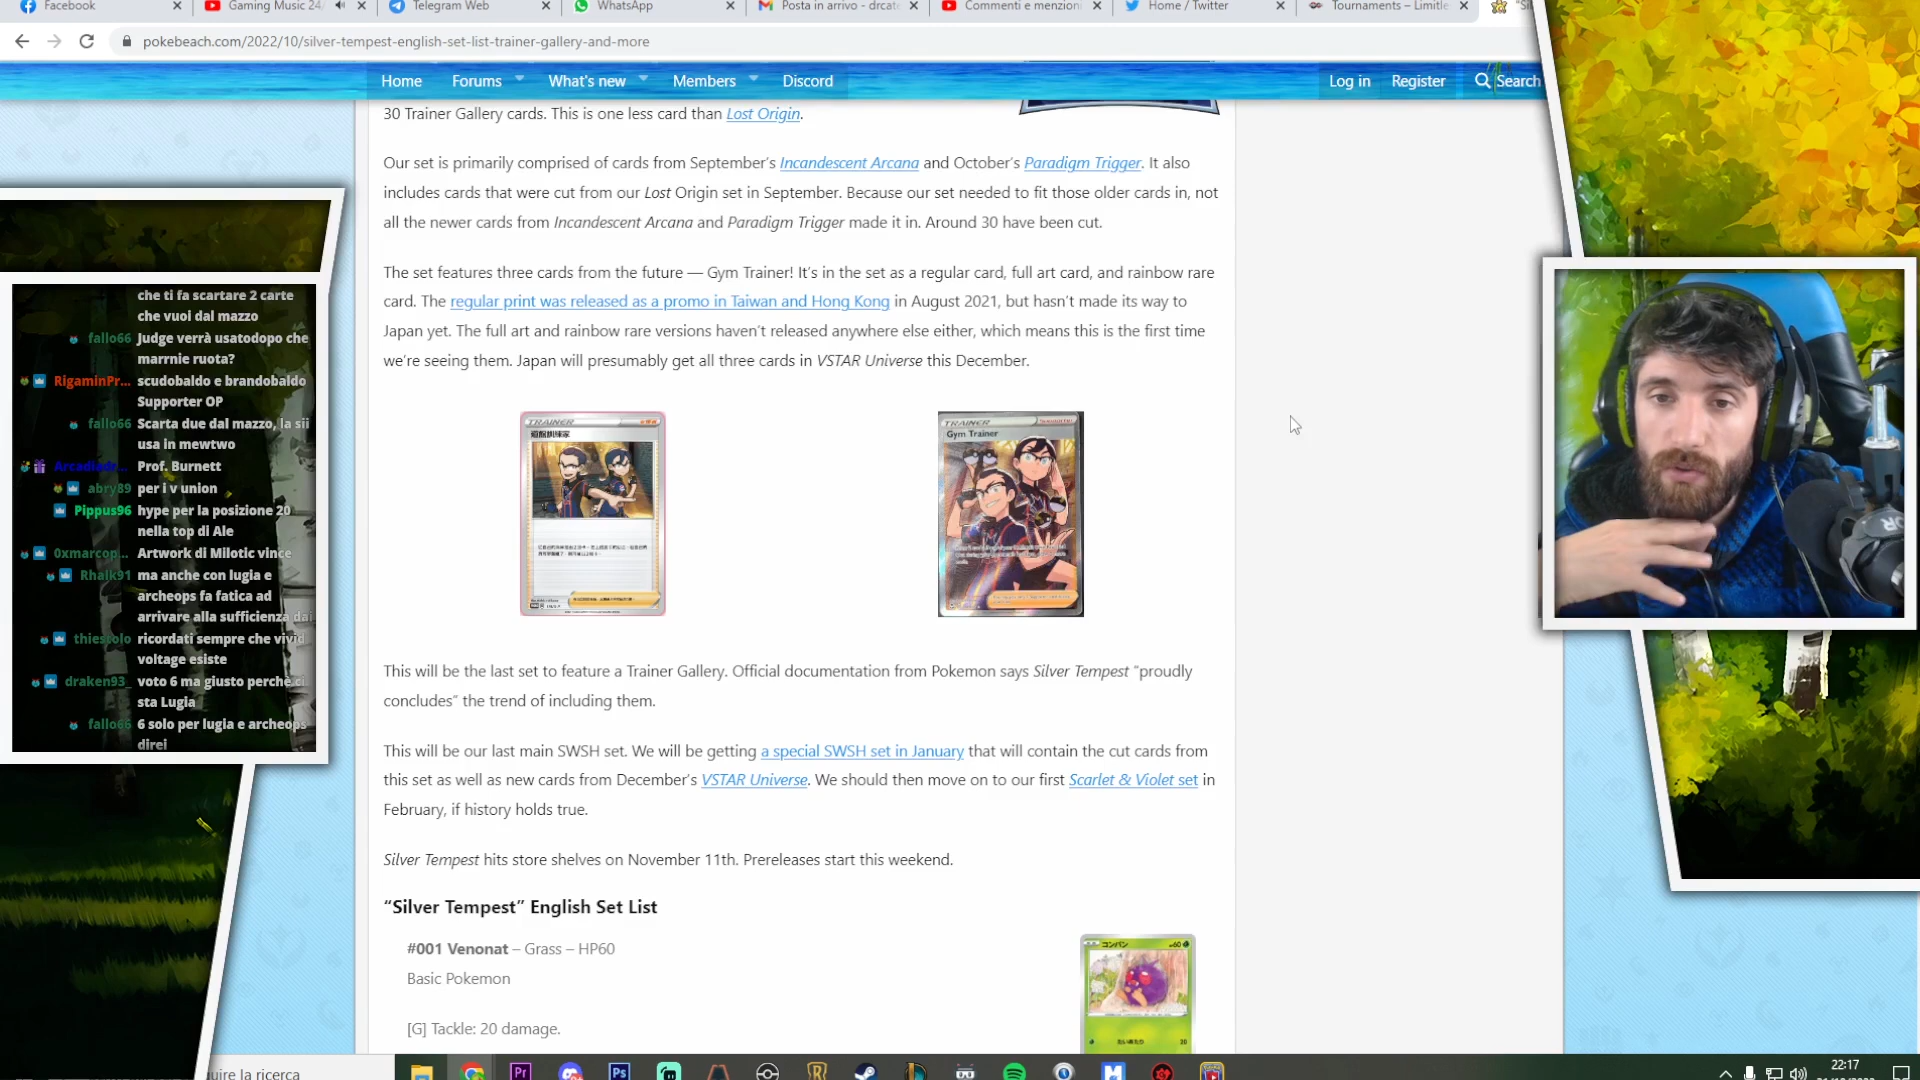 Facebook
Gaming Music 24/
Telegram Web
WhatsApp
Posta in arrivo - drcat
Commenti e menzion
Home / Twitter
Tournaments – Limitle
pokebeach.com/2022/10/silver-tempest-english-set-list-trainer-gallery-and-more
Home
Forums
What's new
Members
Discord
Log in
Register
Search
30 Trainer Gallery cards. This is one less card than Lost Origin.
Our set is primarily comprised of cards from September's Incandescent Arcana and October's Paradigm Trigger. It also
includes cards that were cut from our Lost Origin set in September. Because our set needed to fit those older cards in, not
all the newer cards from Incandescent Arcana and Paradigm Trigger made it in. Around 30 have been cut.
The set features three cards from the future — Gym Trainer! It's in the set as a regular card, full art card, and rainbow rare
card. The regular print was released as a promo in Taiwan and Hong Kong in August 2021, but hasn't made its way to
Japan yet. The full art and rainbow rare versions haven't released anywhere else either, which means this is the first time
we're seeing them. Japan will presumably get all three cards in VSTAR Universe this December.
TRAINER
TRAINER
Gym Trainer
This will be the last set to feature a Trainer Gallery. Official documentation from Pokemon says Silver Tempest "proudly
concludes" the trend of including them.
This will be our last main SWSH set. We will be getting a special SWSH set in January that will contain the cut cards from
this set as well as new cards from December's VSTAR Universe. We should then move on to our first Scarlet & Violet set in
February, if history holds true.
Silver Tempest hits store shelves on November 11th. Prereleases start this weekend.
"Silver Tempest" English Set List
#001 Venonat – Grass – HP60
Basic Pokemon
[G] Tackle: 20 damage.
コンパン
60
20
che ti fa scartare 2 carte
che vuoi dal mazzo
fallo66 Judge verrà usatodopo che
marrnie ruota?
RigaminPr... scudobaldo e brandobaldo
Supporter OP
fallo66 Scarta due dal mazzo, la sii
usa in mewtwo
Arcadiadr... Prof. Burnett
abry89 per i v union
Pippus96 hype per la posizione 20
nella top di Ale
0xmarcop... Artwork di Milotic vince
Rhalk91 ma anche con lugia e
archeops fa fatica ad
arrivare alla sufficienza dai
thiestolo ricordati sempre che vivid
voltage esiste
draken93_ voto 6 ma giusto perchè ci
sta Lugia
fallo66 6 solo per lugia e archeops
direi
uire la ricerca
Pr
Ps
22:17